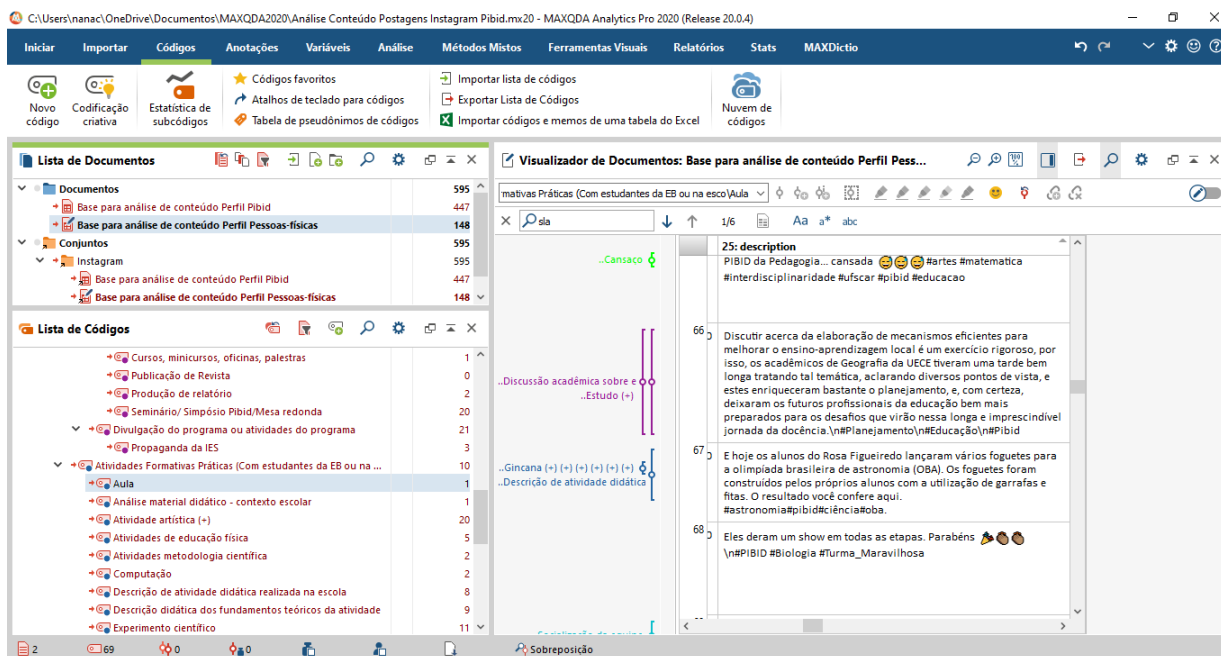 C:\Users\nanac\OneDrive\Documents\MAXQDA2020\Análise Conteúdo Postagens Instagram Pibid.mx20 - MAXQDA Analytics Pro 2020 (Release 20.0.4)
Iniciar Importar Códigos Anotações Variáveis Análise Métodos Mistos Ferramentas Visuais Relatórios Stats MAXDictio
Novo código
Codificação criativa
Estatística de subcódigos
Códigos favoritos
Atalhos de teclado para códigos
Tabela de pseudônimos de códigos
Importar lista de códigos
Exportar Lista de Códigos
Importar códigos e memos de uma tabela do Excel
Nuvem de códigos
Lista de Documentos
Documentos 595
Base para análise de conteúdo Perfil Pibid 447
Base para análise de conteúdo Perfil Pessoas-físicas 148
Conjuntos 595
Instagram 595
Base para análise de conteúdo Perfil Pibid 447
Base para análise de conteúdo Perfil Pessoas-físicas 148
Lista de Códigos
Cursos, minicursos, oficinas, palestras 1
Publicação de Revista 0
Produção de relatório 2
Seminário/ Simpósio Pibid/Mesa redonda 20
Divulgação do programa ou atividades do programa 21
Propaganda da IES 3
Atividades Formativas Práticas (Com estudantes da EB ou na ... 10
Aula 1
Análise material didático - contexto escolar 1
Atividade artística (+) 20
Atividades de educação física 5
Atividades metodologia científica 2
Computação 2
Descrição de atividade didática realizada na escola 8
Descrição didática dos fundamentos teóricos da atividade 9
Experimento científico 11
Visualizador de Documentos: Base para análise de conteúdo Perfil Pess...
mativas Práticas (Com estudantes da EB ou na esco\Aula
sla 1/6 Aa a* abc
25: description
..Cansaço
PIBID da Pedagogia... cansada 😅😅😅#artes #matematica
#interdisciplinaridade #ufscar #pibid #educacao
66
Discutir acerca da elaboração de mecanismos eficientes para
melhorar o ensino-aprendizagem local é um exercício rigoroso, por
isso, os acadêmicos de Geografia da UECE tiveram uma tarde bem
longa tratando tal temática, aclarando diversos pontos de vista, e
estes enriqueceram bastante o planejamento, e, com certeza,
deixaram os futuros profissionais da educação bem mais
preparados para os desafios que virão nessa longa e imprescindível
jornada da docência.\n#Planejamento\n#Educação\n#Pibid
..Discussão acadêmica sobre e
..Estudo (+)
67
E hoje os alunos do Rosa Figueiredo lançaram vários foguetes para
a olimpíada brasileira de astronomia (OBA). Os foguetes foram
construídos pelos próprios alunos com a utilização de garrafas e
fitas. O resultado você confere aqui.
#astronomia#pibid#ciência#oba.
..Gincana (+) (+) (+) (+) (+) (+)
..Descrição de atividade didática
68
Eles deram um show em todas as etapas. Parabéns 🎉👏👏
\n#PIBID #Biologia #Turma_Maravilhosa
2 69 0 0 Sobreposição